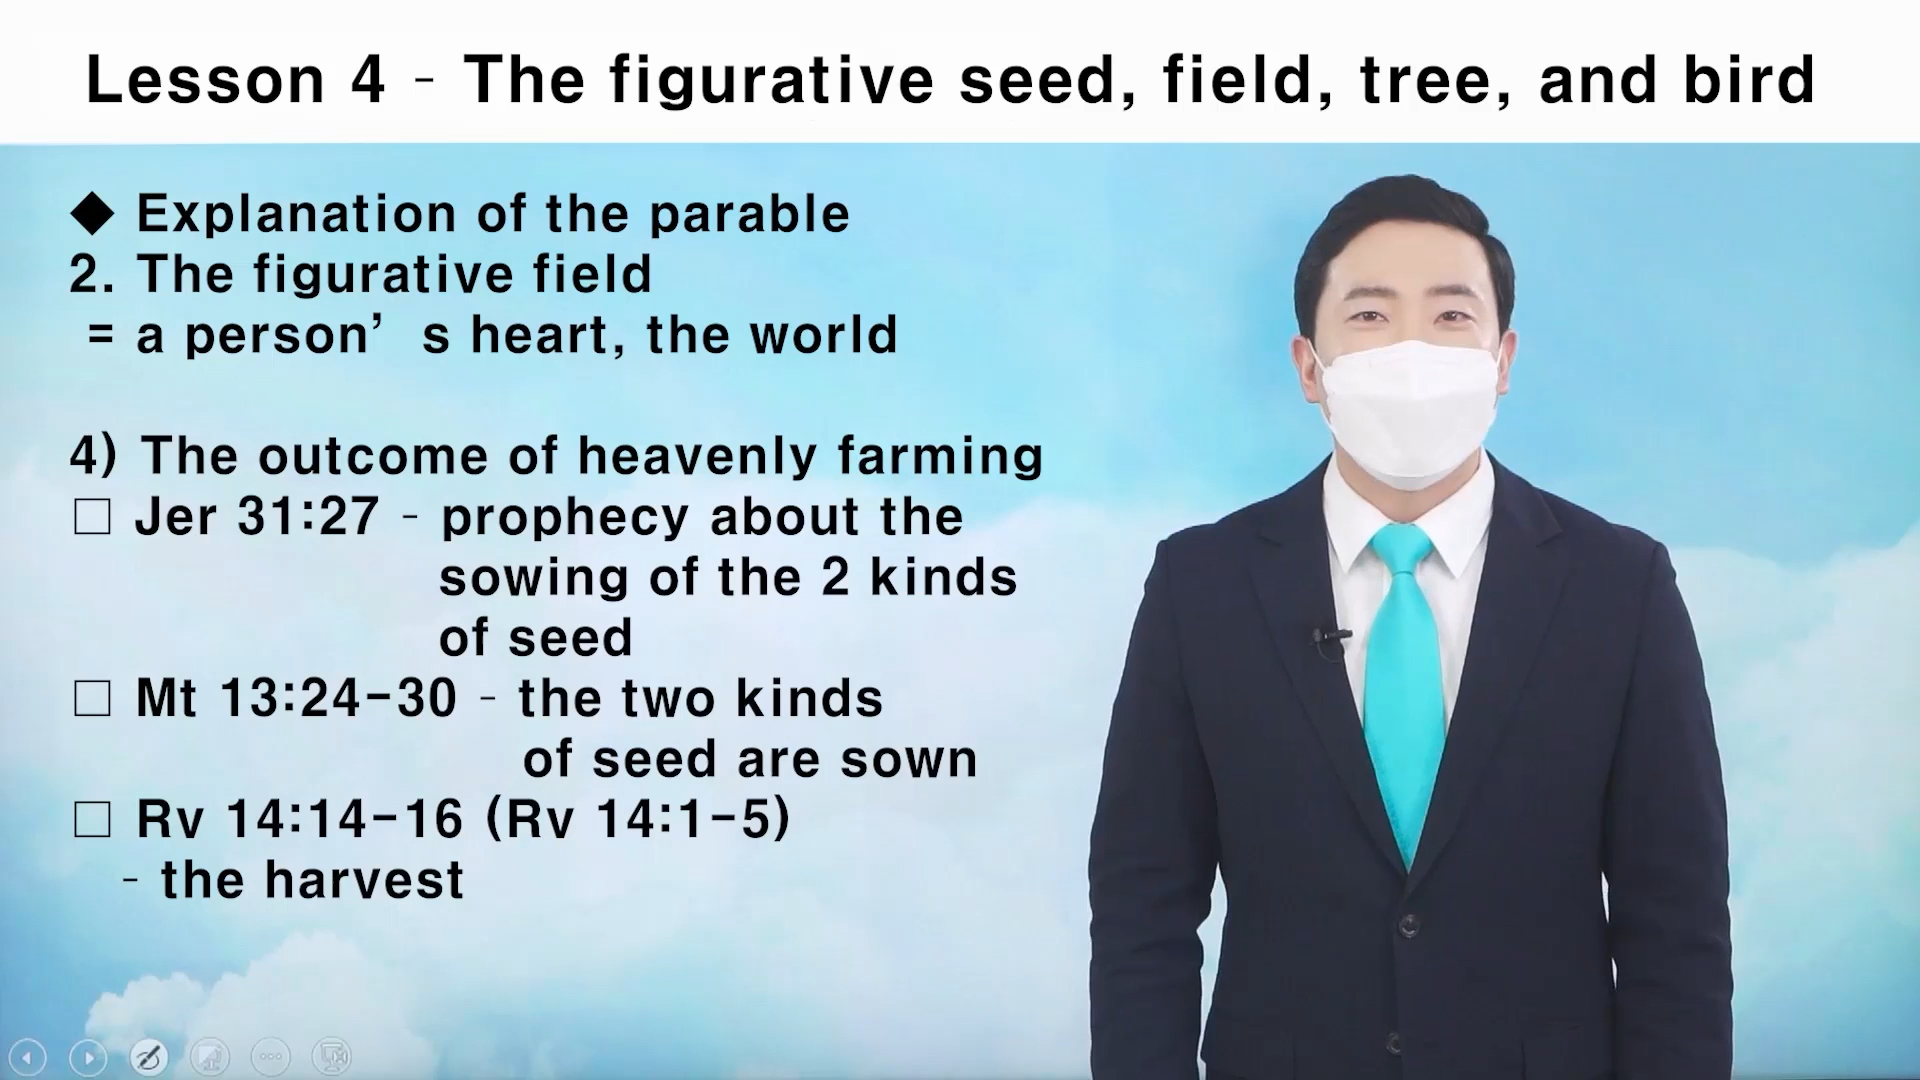 Lesson 4 - The figurative seed, field, tree, and bird
◆ Explanation of the parable
2. The figurative field
= a person’ s heart, the world
4) The outcome of heavenly farming
□ Jer 31:27 - prophecy about the
sowing of the 2 kinds
of seed
□ Mt 13:24-30 - the two kinds
of seed are sown
□ Rv 14:14-16 (Rv 14:1-5)
- the harvest